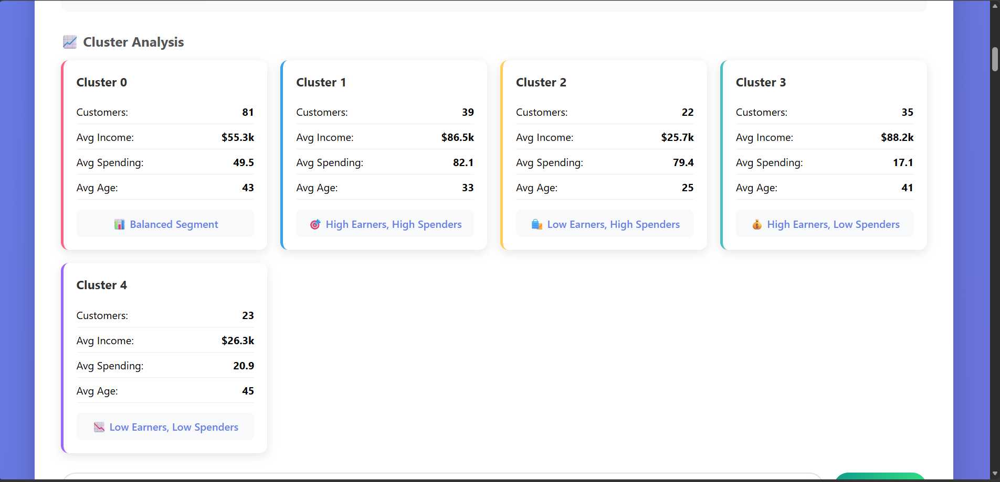 Cluster Analysis
Cluster 0
Customers: 81
Avg Income: $55.3k
Avg Spending: 49.5
Avg Age: 43
Balanced Segment
Cluster 1
Customers: 39
Avg Income: $86.5k
Avg Spending: 82.1
Avg Age: 33
High Earners, High Spenders
Cluster 2
Customers: 22
Avg Income: $25.7k
Avg Spending: 79.4
Avg Age: 25
Low Earners, High Spenders
Cluster 3
Customers: 35
Avg Income: $88.2k
Avg Spending: 17.1
Avg Age: 41
High Earners, Low Spenders
Cluster 4
Customers: 23
Avg Income: $26.3k
Avg Spending: 20.9
Avg Age: 45
Low Earners, Low Spenders